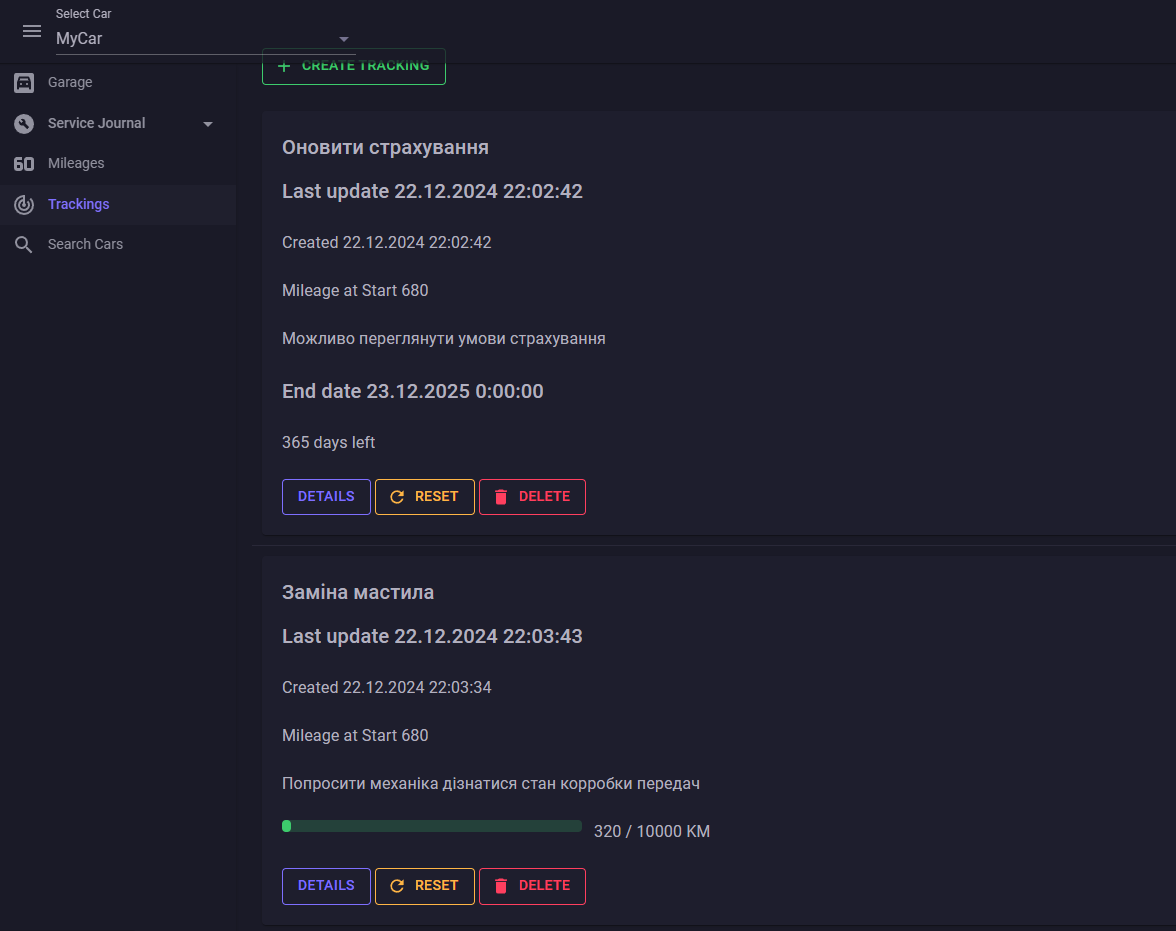 Select Car
MyCar
CREATE TRACKING
Garage
Service Journal
Mileages
Trackings
Search Cars
Оновити страхування
Last update 22.12.2024 22:02:42
Created 22.12.2024 22:02:42
Mileage at Start 680
Можливо переглянути умови страхування
End date 23.12.2025 0:00:00
365 days left
DETAILS
RESET
DELETE
Заміна мастила
Last update 22.12.2024 22:03:43
Created 22.12.2024 22:03:34
Mileage at Start 680
Попросити механіка дізнатися стан корробки передач
320 / 10000 KM
DETAILS
RESET
DELETE